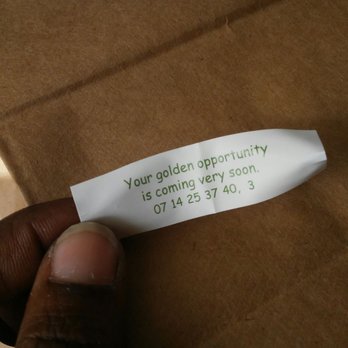 Your golden opportunity
is coming very soon.
07 14 25 37 40, 3